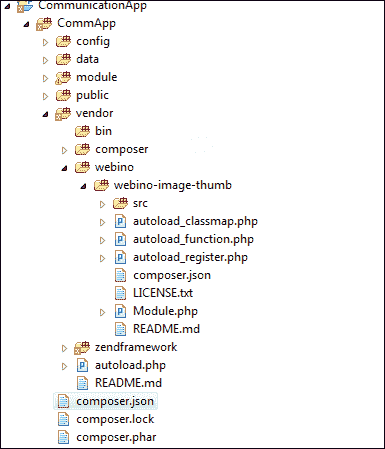 CommunicationApp
CommApp
config
data
module
public
vendor
bin
composer
webino
webino-image-thumb
src
autoload_classmap.php
autoload_function.php
autoload_register.php
composer.json
LICENSE.txt
Module.php
README.md
zendframework
autoload.php
README.md
composer.json
composer.lock
composer.phar